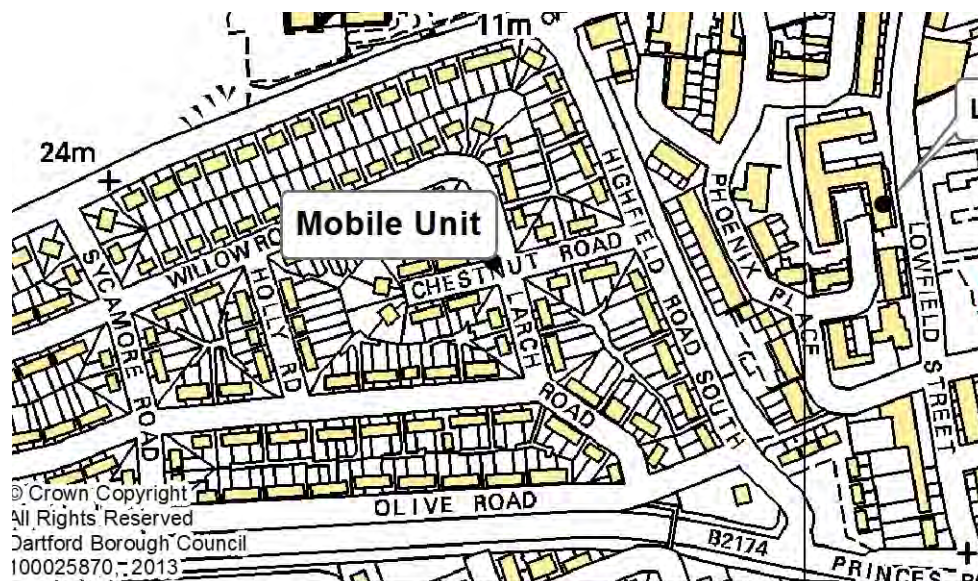 11m
24m
Mobile Unit
WILLOW
CHESTNUT ROAD
HIGHFIELD ROAD SOUTH
PHOENIX PLACE
LOWFIELD STREET
SYCAMORE ROAD
HOLLY RD
LARCH
ROAD
OLIVE ROAD
B2174
PRINCES
© Crown Copyright
All Rights Reserved
Dartford Borough Council
100025870, 2013